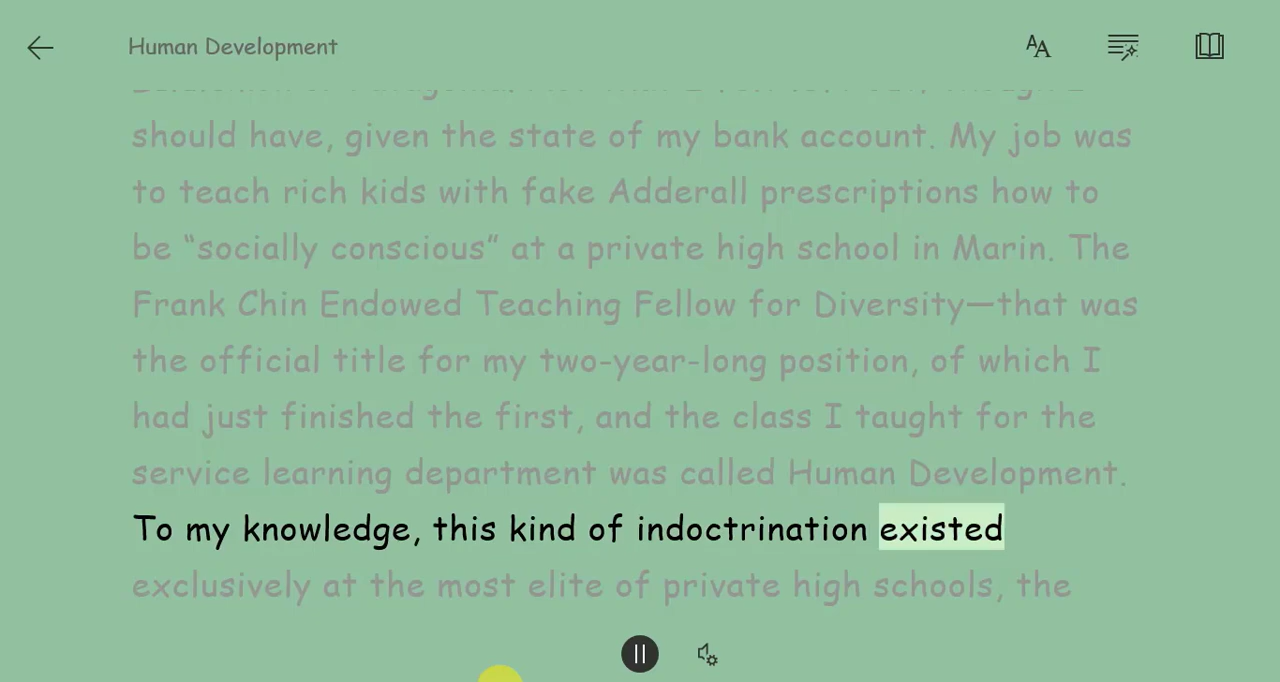 Human Development
AA
should have, given the state of my bank account. My job was
to teach rich kids with fake Adderall prescriptions how to
be “socially conscious” at a private high school in Marin. The
Frank Chin Endowed Teaching Fellow for Diversity—that was
the official title for my two-year-long position, of which I
had just finished the first, and the class I taught for the
service learning department was called Human Development.
To my knowledge, this kind of indoctrination existed
exclusively at the most elite of private high schools, the